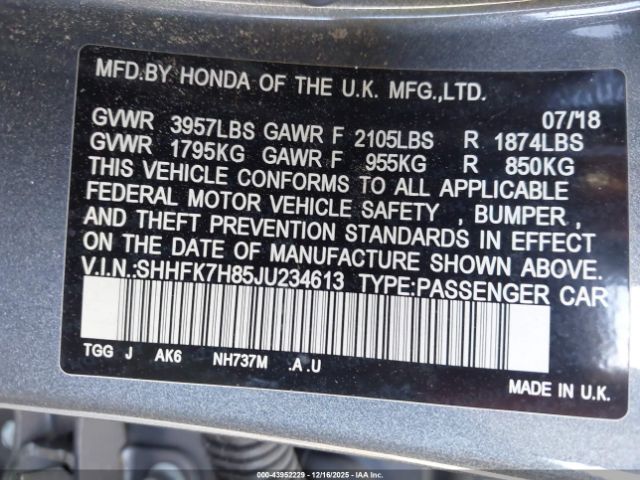 MFD.BY HONDA OF THE U.K. MFG.,LTD.
07/18
GVWR 3957LBS GAWR F 2105LBS R 1874LBS
GVWR 1795KG GAWR F 955KG R 850KG
THIS VEHICLE CONFORMS TO ALL APPLICABLE
FEDERAL MOTOR VEHICLE SAFETY , BUMPER ,
AND THEFT PREVENTION STANDARDS IN EFFECT
ON THE DATE OF MANUFACTURE SHOWN ABOVE.
V.I.N.:SHHFK7H85JU234613 TYPE:PASSENGER CAR
TGG J AK6 NH737M .A .U
MADE IN U.K.
© COPART 43952229 | 12/16/2025 | IAA, Inc.